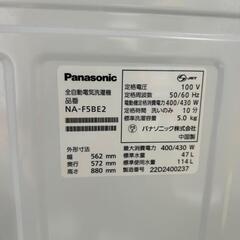 Panasonic
全自動電気洗濯機
品番
NA-F5BE2
JET
定格電圧 100 V
定格周波数 50/60 Hz
電動機定格消費電力 400/430 W
定格時間(洗濯のみ) 10 分
標準洗濯容量 5.0 kg
パナソニック株式会社
中国製
外形寸法
幅 562 mm
奥行 572 mm
高さ 880 mm
最大消費電力 400/430 W
標準水量 47 L
標準使用水量 114 L
22D2400237